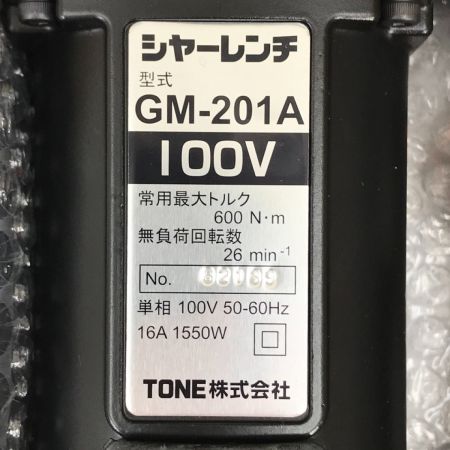 シャーレンチ
型式
GM-201A
100V
常用最大トルク
600 N・m
無負荷回転数
26 min⁻¹
No.
単相 100V 50-60Hz
16A 1550W
TONE株式会社